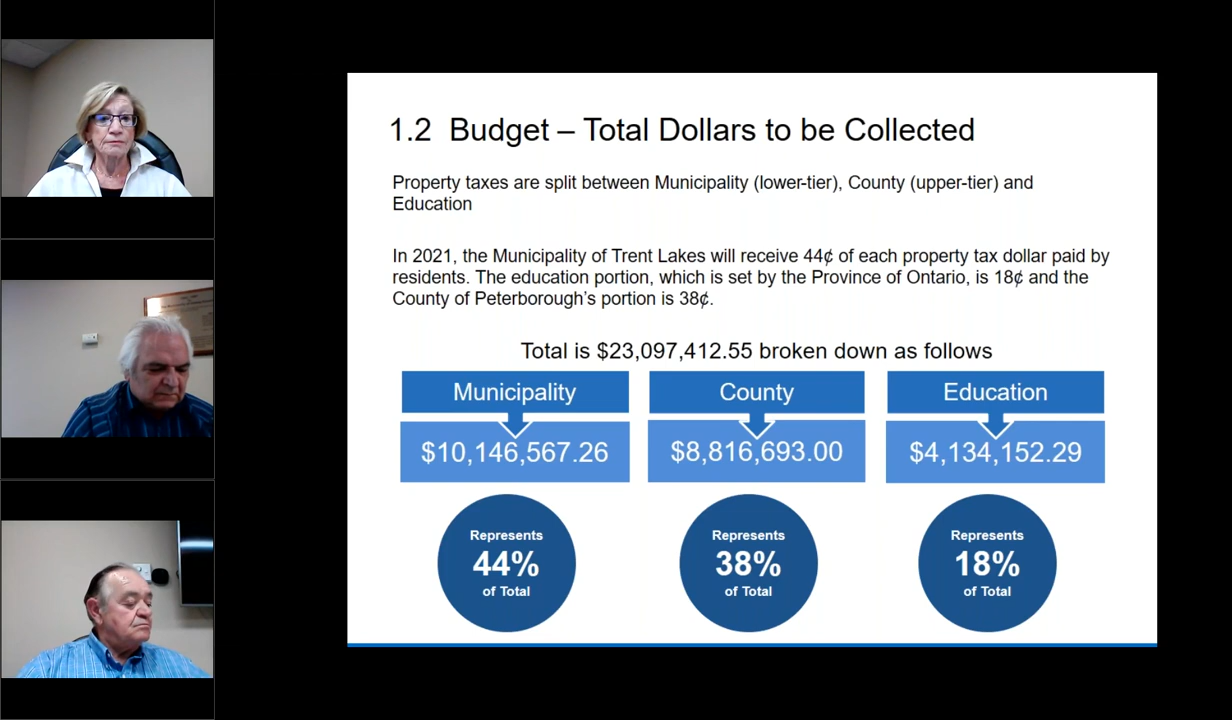 1.2 Budget – Total Dollars to be Collected
Property taxes are split between Municipality (lower-tier), County (upper-tier) and
Education
In 2021, the Municipality of Trent Lakes will receive 44¢ of each property tax dollar paid by
residents. The education portion, which is set by the Province of Ontario, is 18¢ and the
County of Peterborough's portion is 38¢.
Total is $23,097,412.55 broken down as follows
Municipality
County
Education
$10,146,567.26
$8,816,693.00
$4,134,152.29
Represents
44%
of Total
Represents
38%
of Total
Represents
18%
of Total